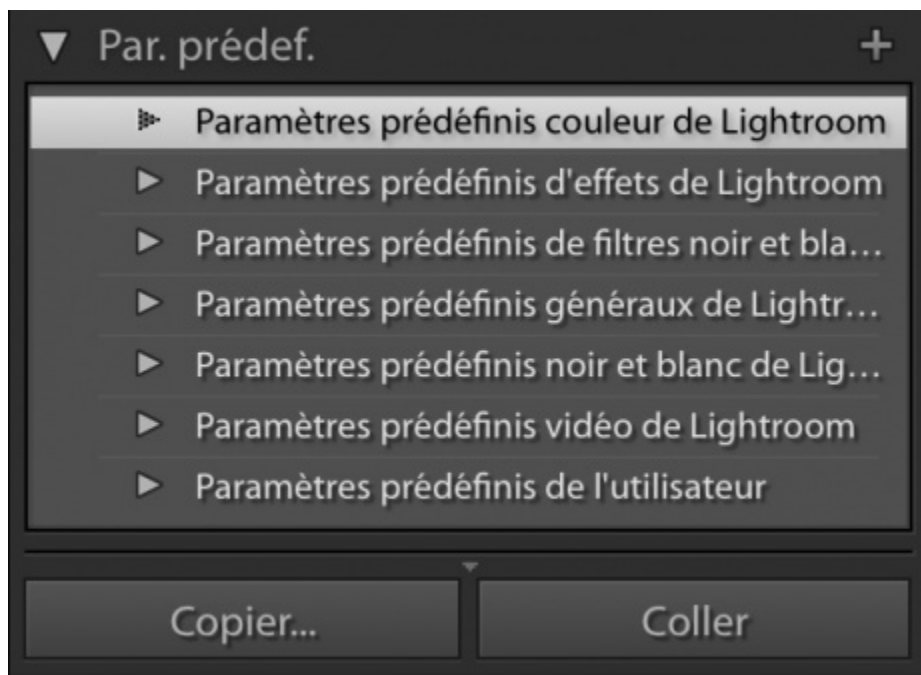 Par. prédef.
Paramètres prédéfinis couleur de Lightroom
Paramètres prédéfinis d'effets de Lightroom
Paramètres prédéfinis de filtres noir et bla...
Paramètres prédéfinis généraux de Lightr...
Paramètres prédéfinis noir et blanc de Lig...
Paramètres prédéfinis vidéo de Lightroom
Paramètres prédéfinis de l'utilisateur
Copier... Coller